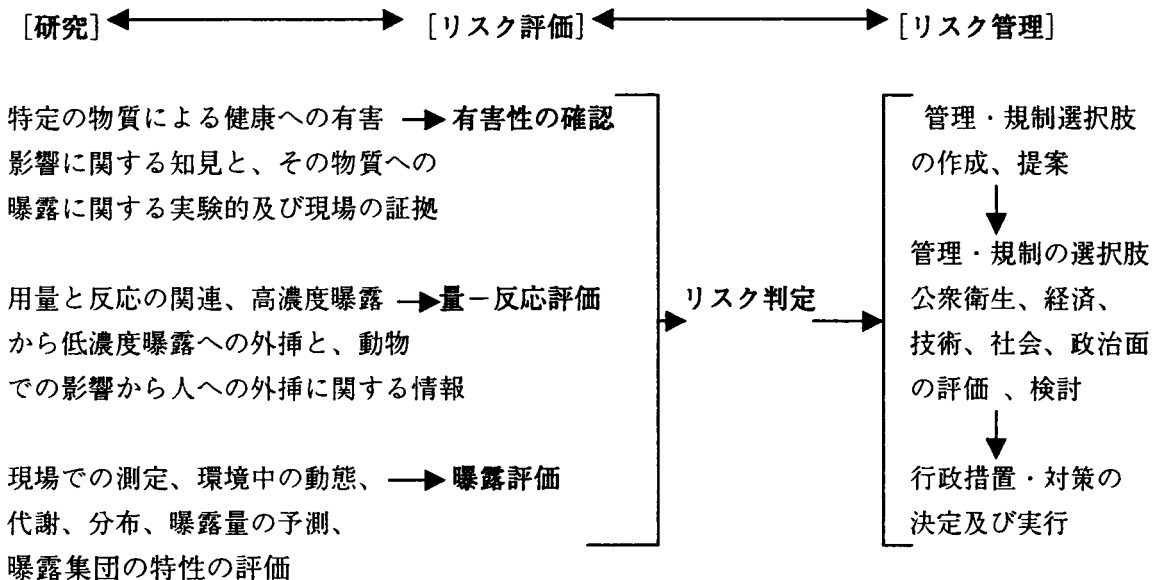 [研究] [リスク評価] [リスク管理]
特定の物質による健康への有害 有害性の確認
影響に関する知見と、その物質への
曝露に関する実験的及び現場の証拠
用量と反応の関連、高濃度曝露 量－反応評価
から低濃度曝露への外挿と、動物
での影響から人への外挿に関する情報
現場での測定、環境中の動態、 曝露評価
代謝、分布、曝露量の予測、
曝露集団の特性の評価
リスク判定
管理・規制選択肢
の作成、提案
管理・規制の選択肢
公衆衛生、経済、
技術、社会、政治面
の評価 、検討
行政措置・対策の
決定及び実行